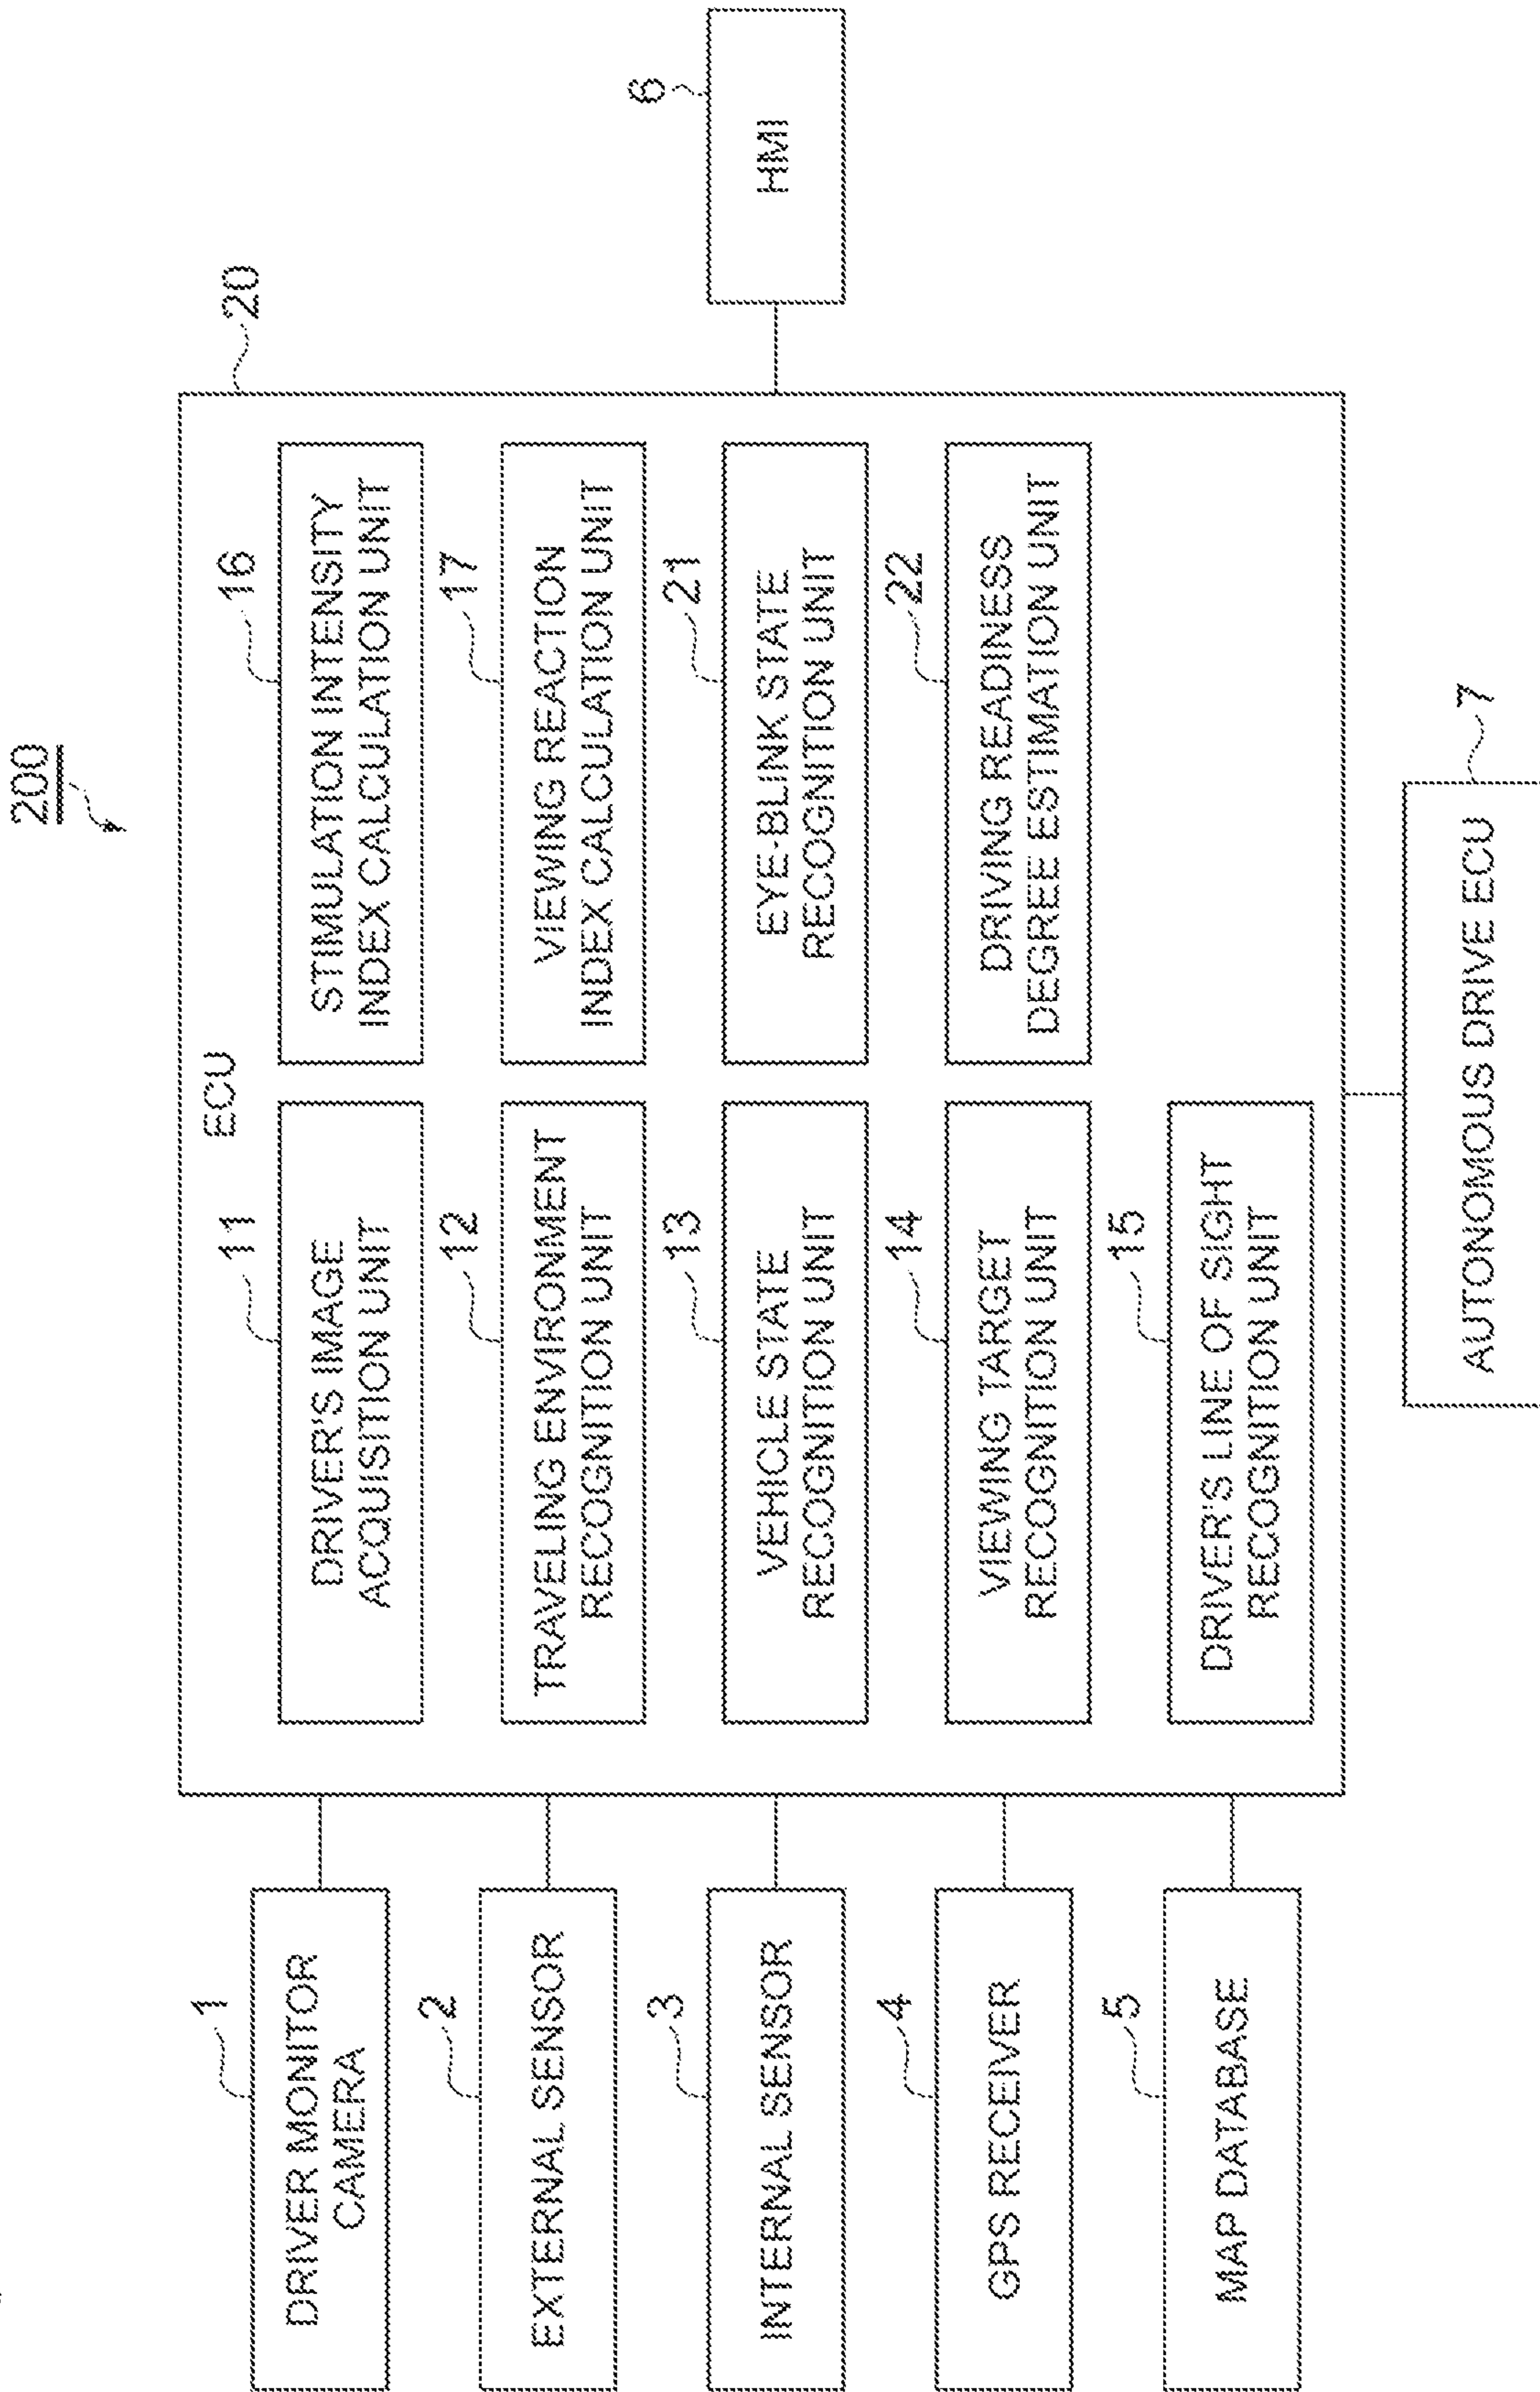 200
20
ECU
1
DRIVER MONITOR
CAMERA
2
EXTERNAL SENSOR
3
INTERNAL SENSOR
4
GPS RECEIVER
5
MAP DATABASE
11
DRIVER'S IMAGE
ACQUISITION UNIT
12
TRAVELING ENVIRONMENT
RECOGNITION UNIT
13
VEHICLE STATE
RECOGNITION UNIT
14
VIEWING TARGET
RECOGNITION UNIT
15
DRIVER'S LINE OF SIGHT
RECOGNITION UNIT
16
STIMULATION INTENSITY
INDEX CALCULATION UNIT
17
VIEWING REACTION
INDEX CALCULATION UNIT
21
EYE-BLINK STATE
RECOGNITION UNIT
22
DRIVING READINESS
DEGREE ESTIMATION UNIT
6
HMI
7
AUTONOMOUS DRIVE ECU